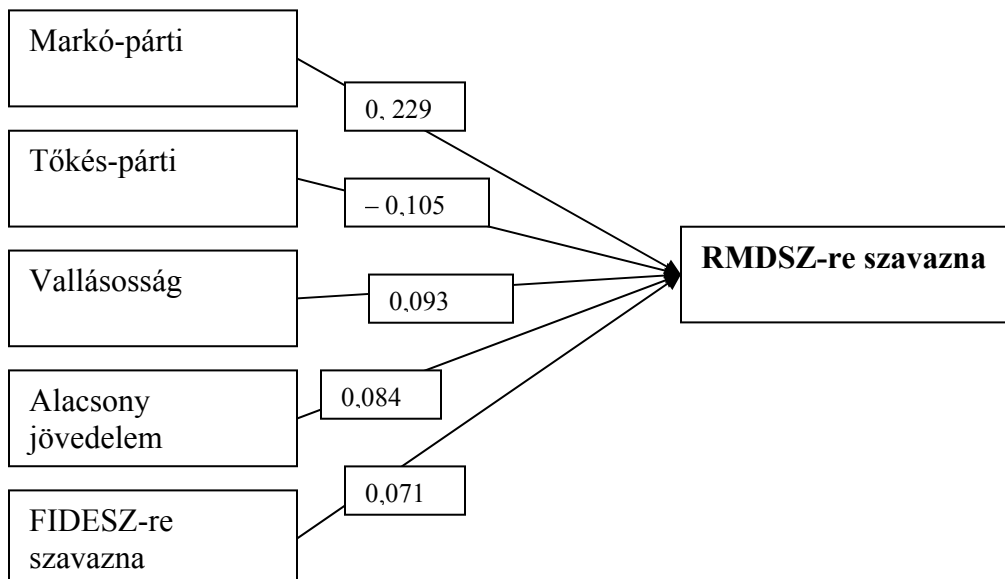 Markó-párti
0, 229
Tőkés-párti
– 0,105
RMDSZ-re szavazna
Vallásosság
0,093
Alacsony
jövedelem
0,084
0,071
FIDESZ-re
szavazna